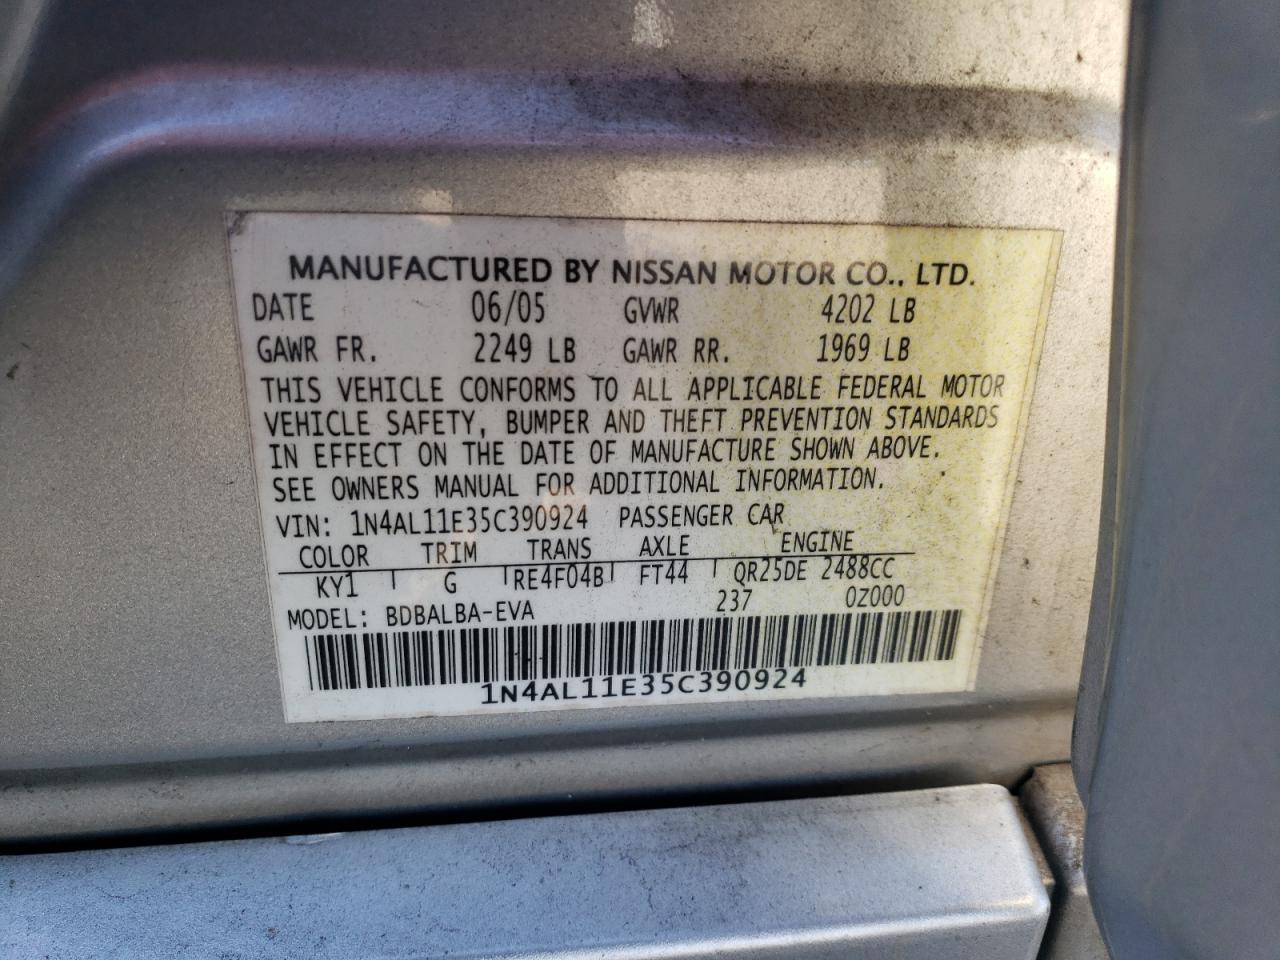 MANUFACTURED BY NISSAN MOTOR CO., LTD.
DATE 06/05 GVWR 4202 LB
GAWR FR. 2249 LB GAWR RR. 1969 LB
THIS VEHICLE CONFORMS TO ALL APPLICABLE FEDERAL MOTOR
VEHICLE SAFETY, BUMPER AND THEFT PREVENTION STANDARDS
IN EFFECT ON THE DATE OF MANUFACTURE SHOWN ABOVE.
SEE OWNERS MANUAL FOR ADDITIONAL INFORMATION.
VIN: 1N4AL11E35C390924 PASSENGER CAR
COLOR TRIM TRANS AXLE ENGINE
KY1 G RE4F04B FT44 QR25DE 2488CC
MODEL: BDBALBA-EVA 237 0Z000
1N4AL11E35C390924